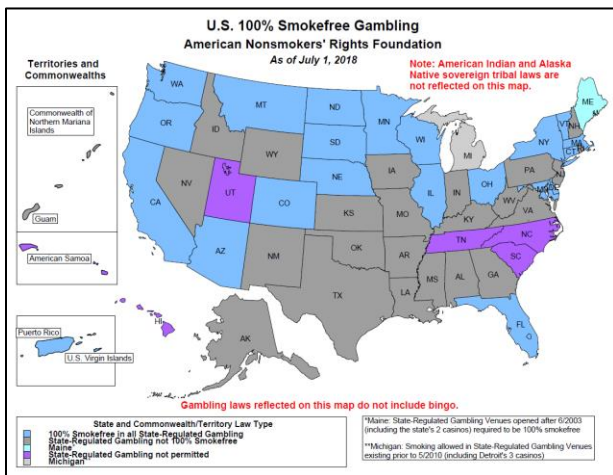 U.S. 100% Smokefree Gambling
American Nonsmokers' Rights Foundation
As of July 1, 2018
Note: American Indian and Alaska
Native sovereign tribal laws are
not reflected on this map.
Territories and
Commonwealths
Commonwealth of
Northern Mariana
Islands
Guam
American Samoa
Puerto Rico
U.S. Virgin Islands
WA
OR
CA
ID
NV
MT
WY
UT
AZ
CO
NM
ND
SD
NE
KS
OK
TX
MN
IA
MO
AR
LA
WI
IL
MI
IN
OH
KY
TN
MS
AL
GA
FL
SC
NC
VA
WV
PA
NY
VT
NH
ME
MA
CT
NJ
HI
AK
Gambling laws reflected on this map do not include bingo.
State and Commonwealth/Territory Law Type
100% Smokefree in all State-Regulated Gambling
State-Regulated Gambling not 100% Smokefree
Maine*
State-Regulated Gambling not permitted
Michigan**
*Maine: State-Regulated Gambling Venues opened after 6/2003
(including the state's 2 casinos) required to be 100% smokefree
**Michigan: Smoking allowed in State-Regulated Gambling Venues
existing prior to 5/2010 (including Detroit's 3 casinos)